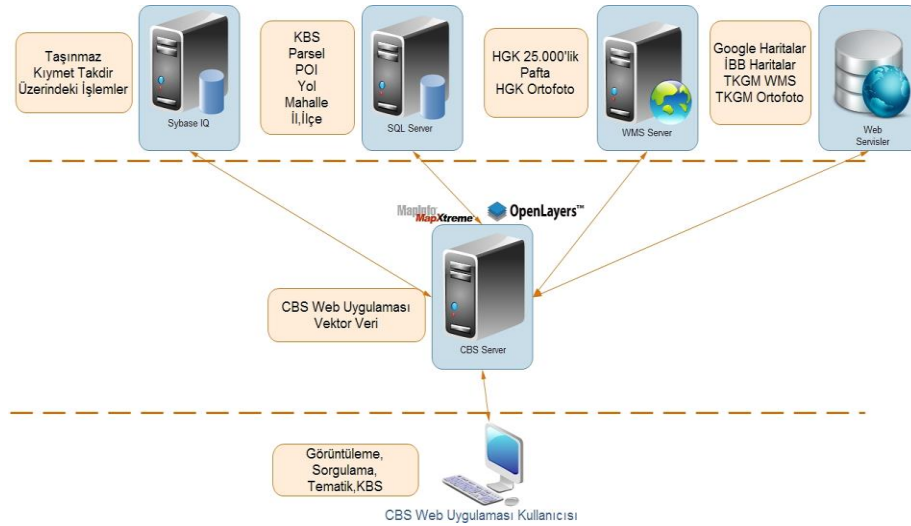 Taşınmaz
Kıymet Takdir
Üzerindeki İşlemler
Sybase IQ
KBS
Parsel
POI
Yol
Mahalle
İl,İlçe
SQL Server
HGK 25.000'lik
Pafta
HGK Ortofoto
WMS Server
Google Haritalar
İBB Haritalar
TKGM WMS
TKGM Ortofoto
Web
Servisler
MapInfo
MapXtreme
OpenLayers™
CBS Web Uygulaması
Vektor Veri
CBS Server
Görüntüleme,
Sorgulama,
Tematik,KBS
CBS Web Uygulaması Kullanıcısı